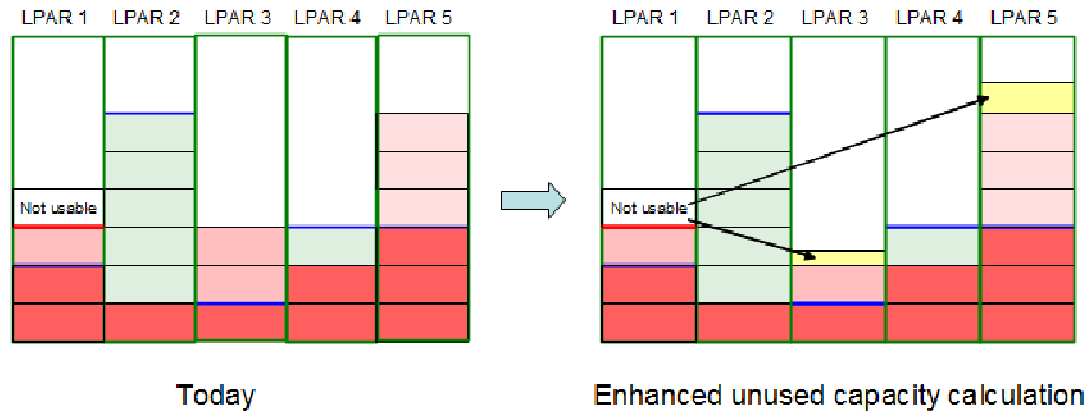 LPAR 1 LPAR 2 LPAR 3 LPAR 4 LPAR 5
LPAR 1 LPAR 2 LPAR 3 LPAR 4 LPAR 5
Not usable
Not usable
Today
Enhanced unused capacity calculation